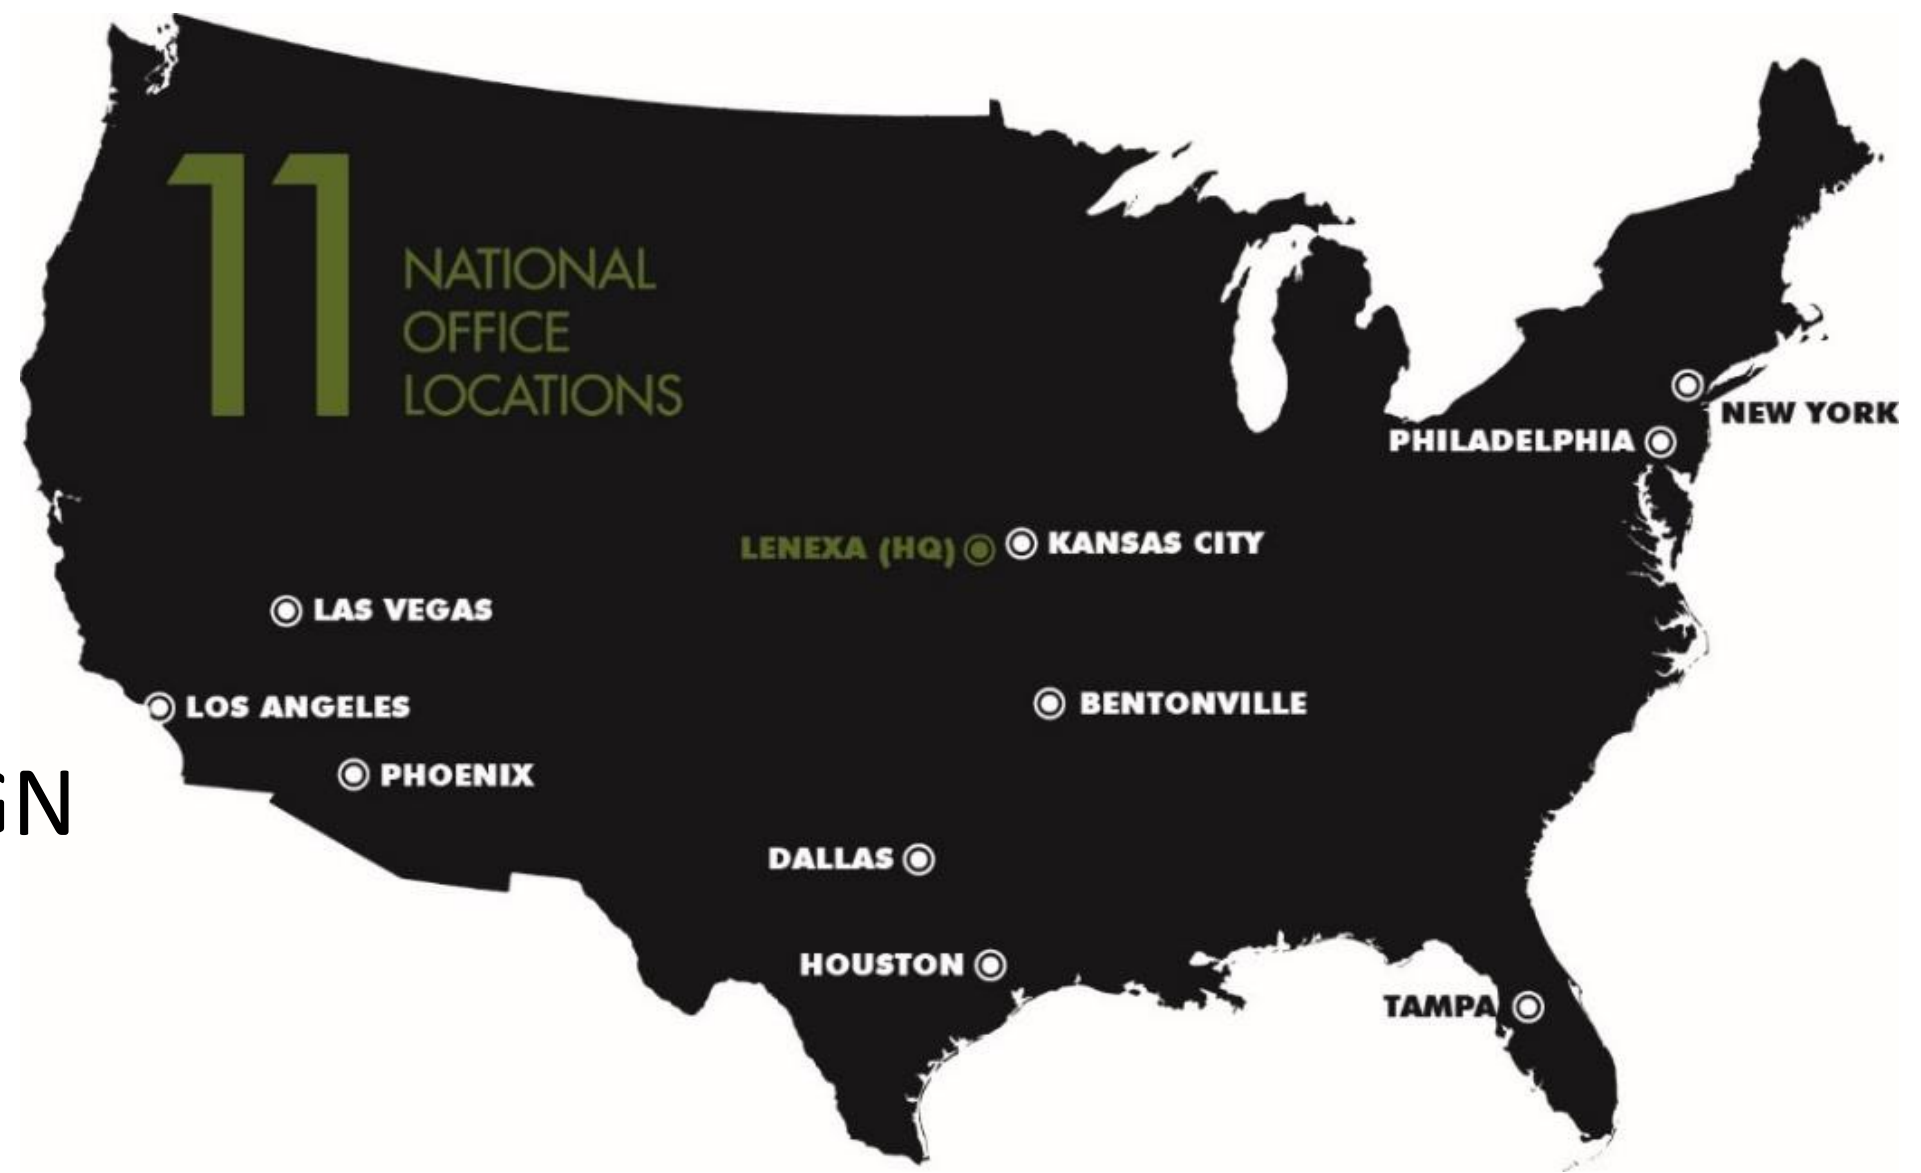 11
NATIONAL
OFFICE
LOCATIONS
NEW YORK
PHILADELPHIA
LENEXA (HQ)
KANSAS CITY
LAS VEGAS
LOS ANGELES
BENTONVILLE
PHOENIX
GN
DALLAS
HOUSTON
TAMPA